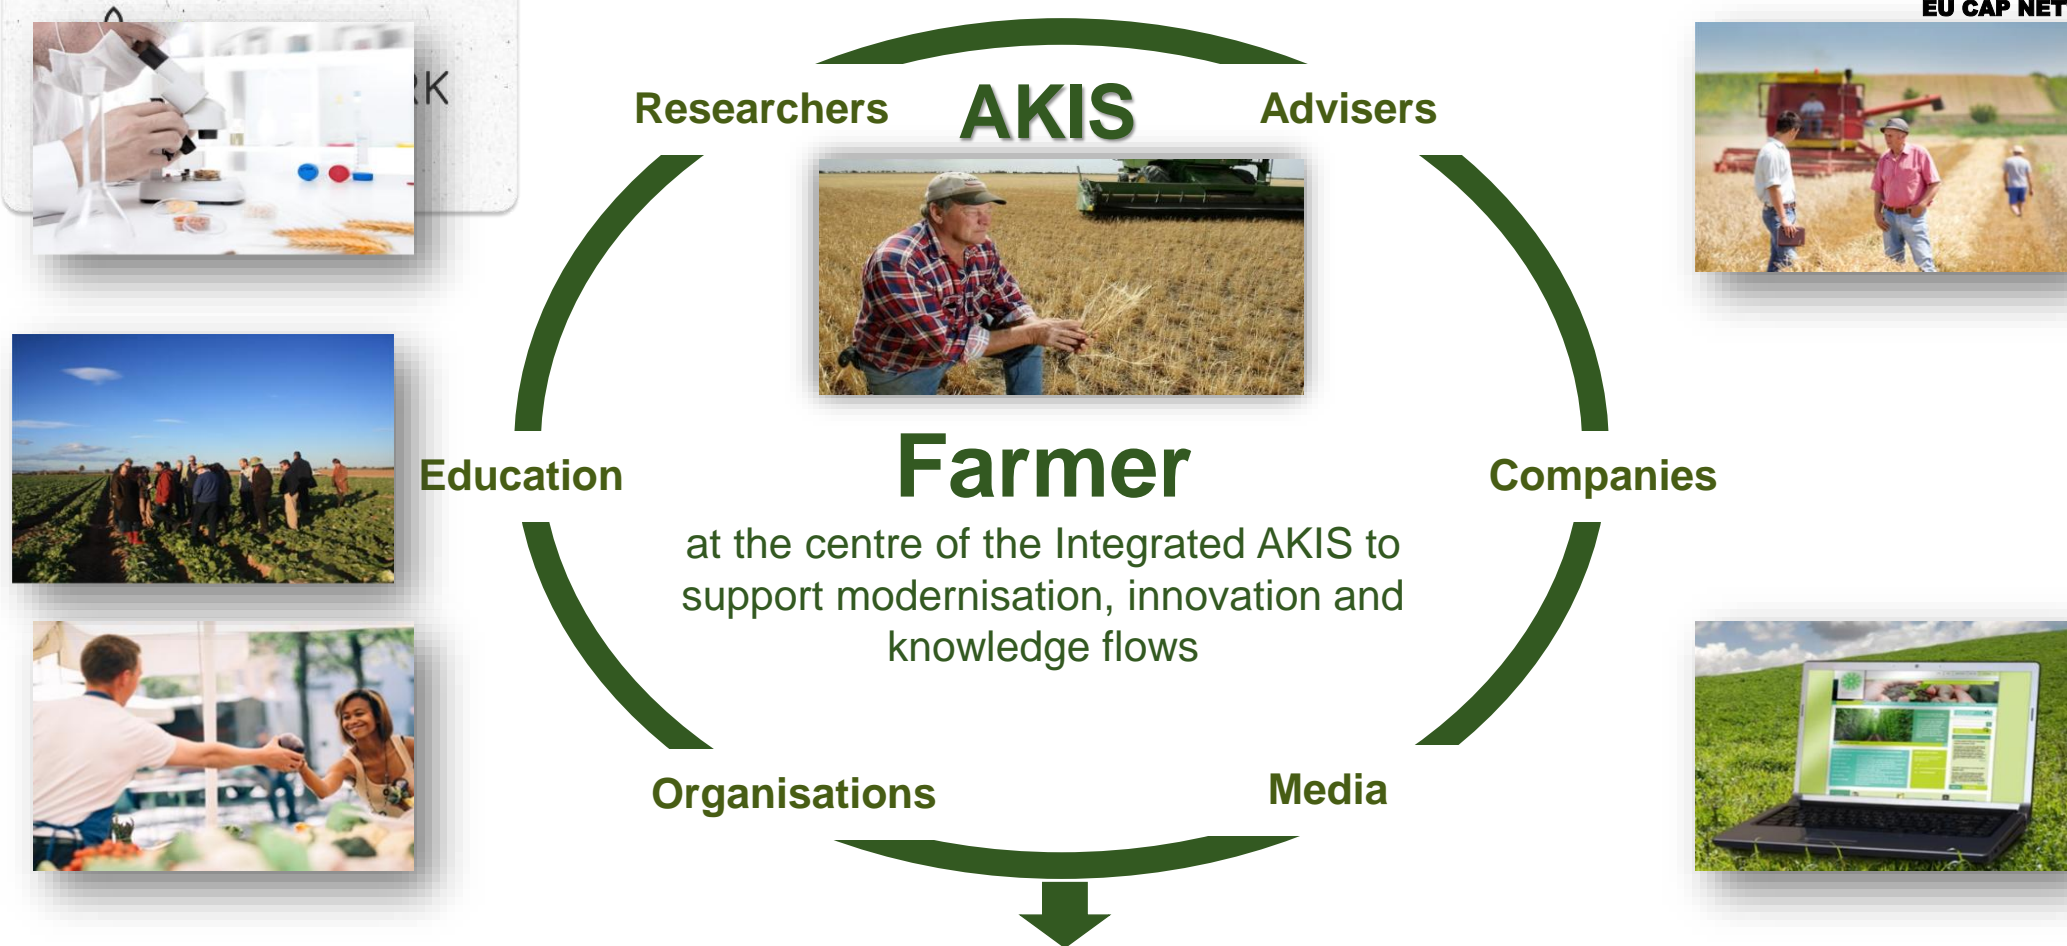 EU CAP NET
RK
Researchers
AKIS
Advisers
Education
Farmer
Companies
at the centre of the Integrated AKIS to
support modernisation, innovation and
knowledge flows
Organisations
Media